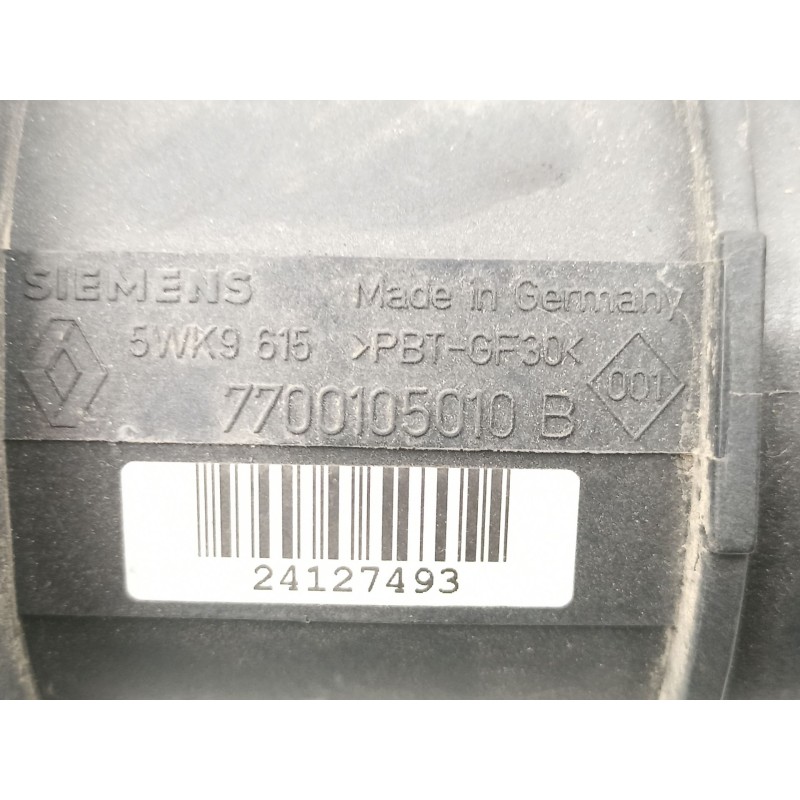 SIEMENS Made in Germany
5WK9 615 >PBT-GF30<
001
7700105010 B
24127493